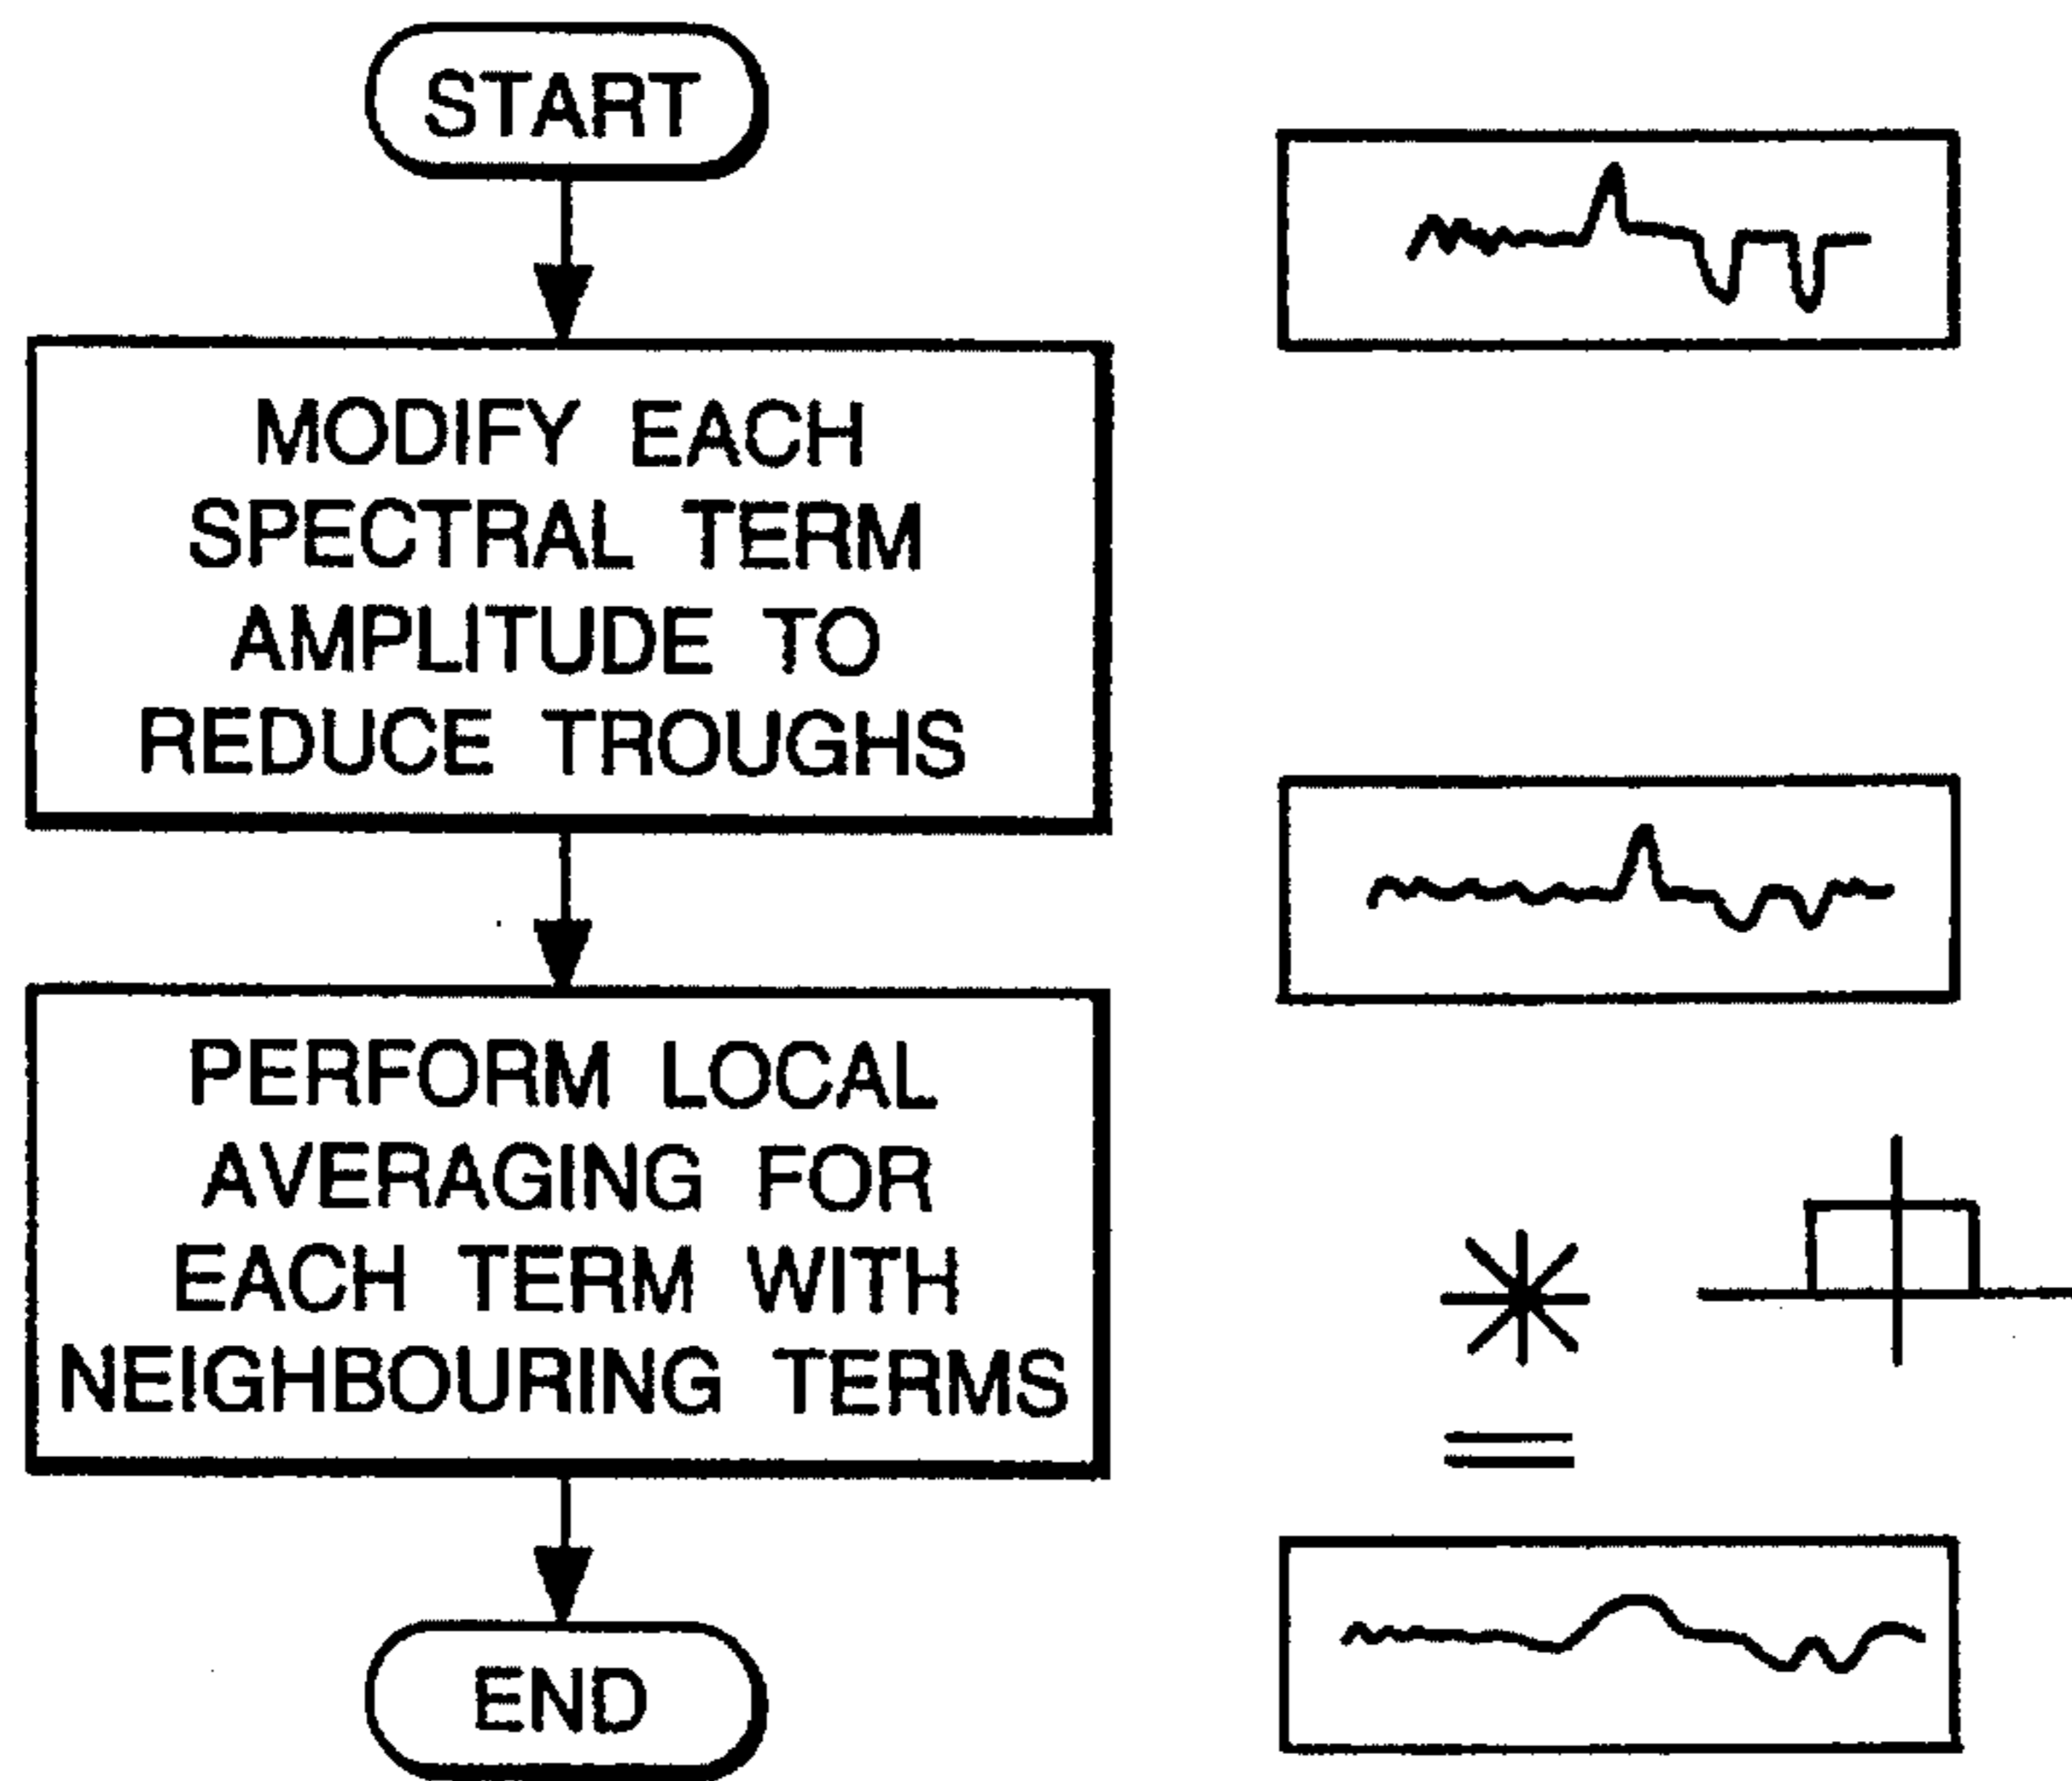 START
MODIFY EACH
SPECTRAL TERM
AMPLITUDE TO
REDUCE TROUGHS
PERFORM LOCAL
AVERAGING FOR
EACH TERM WITH
NEIGHBOURING TERMS
END